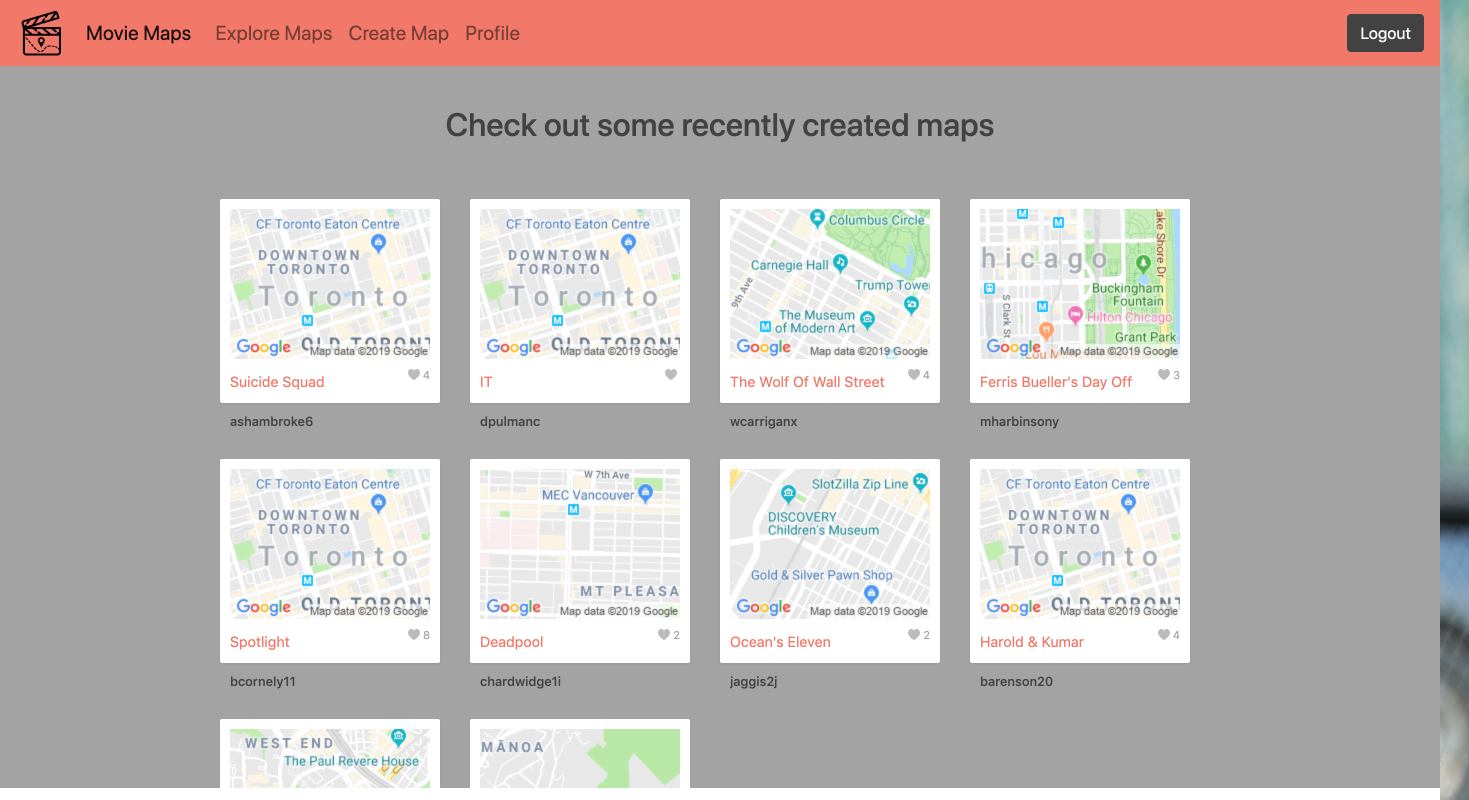 Movie Maps Explore Maps Create Map Profile Logout
Check out some recently created maps
CF Toronto Eaton Centre
DOWNTOWN
TORONTO
Toronto
M
OLD TORONT
Google Map data ©2019 Google
Suicide Squad 4
ashambroke6
CF Toronto Eaton Centre
DOWNTOWN
TORONTO
Toronto
M
OLD TORONT
Google Map data ©2019 Google
IT
dpulmanc
Columbus Circle
Carnegie Hall
9th Ave
Trump Tower
The Museum
of Modern Art
M
Google Map data ©2019 Google
The Wolf Of Wall Street 4
wcarriganx
M
M
ake Shore Dr
hicago
Buckingham
Fountain
S Clark St
M
Hilton Chicago
Grant Park
Lou M
Google Map data ©2019 Google
Ferris Bueller's Day Off 3
mharbinsony
CF Toronto Eaton Centre
DOWNTOWN
TORONTO
Toronto
M
OLD TORONT
Google Map data ©2019 Google
Spotlight 8
bcornely11
W 7th Ave
MEC Vancouver
M
MT PLEASA
Google Map data ©2019 Google
Deadpool 2
chardwidge1i
SlotZilla Zip Line
DISCOVERY
Children's Museum
Gold & Silver Pawn Shop
Google Map data ©2019 Google
Ocean's Eleven 2
jaggis2j
CF Toronto Eaton Centre
DOWNTOWN
TORONTO
Toronto
M
OLD TORONT
Google Map data ©2019 Google
Harold & Kumar 4
barenson20
WEST END
The Paul Revere House
MĀNOA